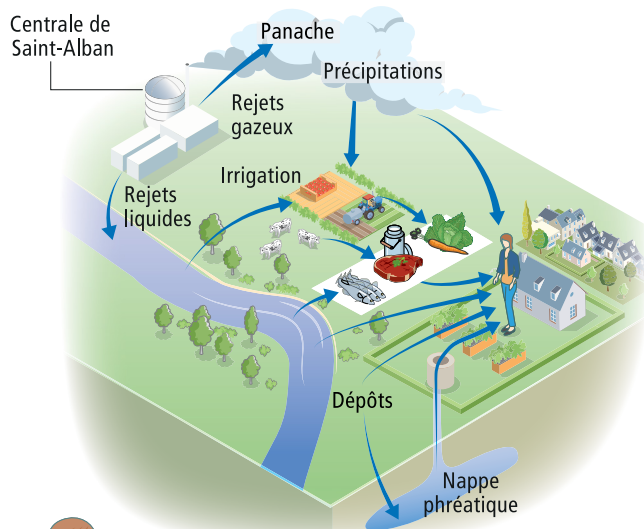 Centrale de
Saint-Alban
Panache
Précipitations
Rejets
gazeux
Irrigation
Rejets
liquides
Dépôts
Nappe
phréatique